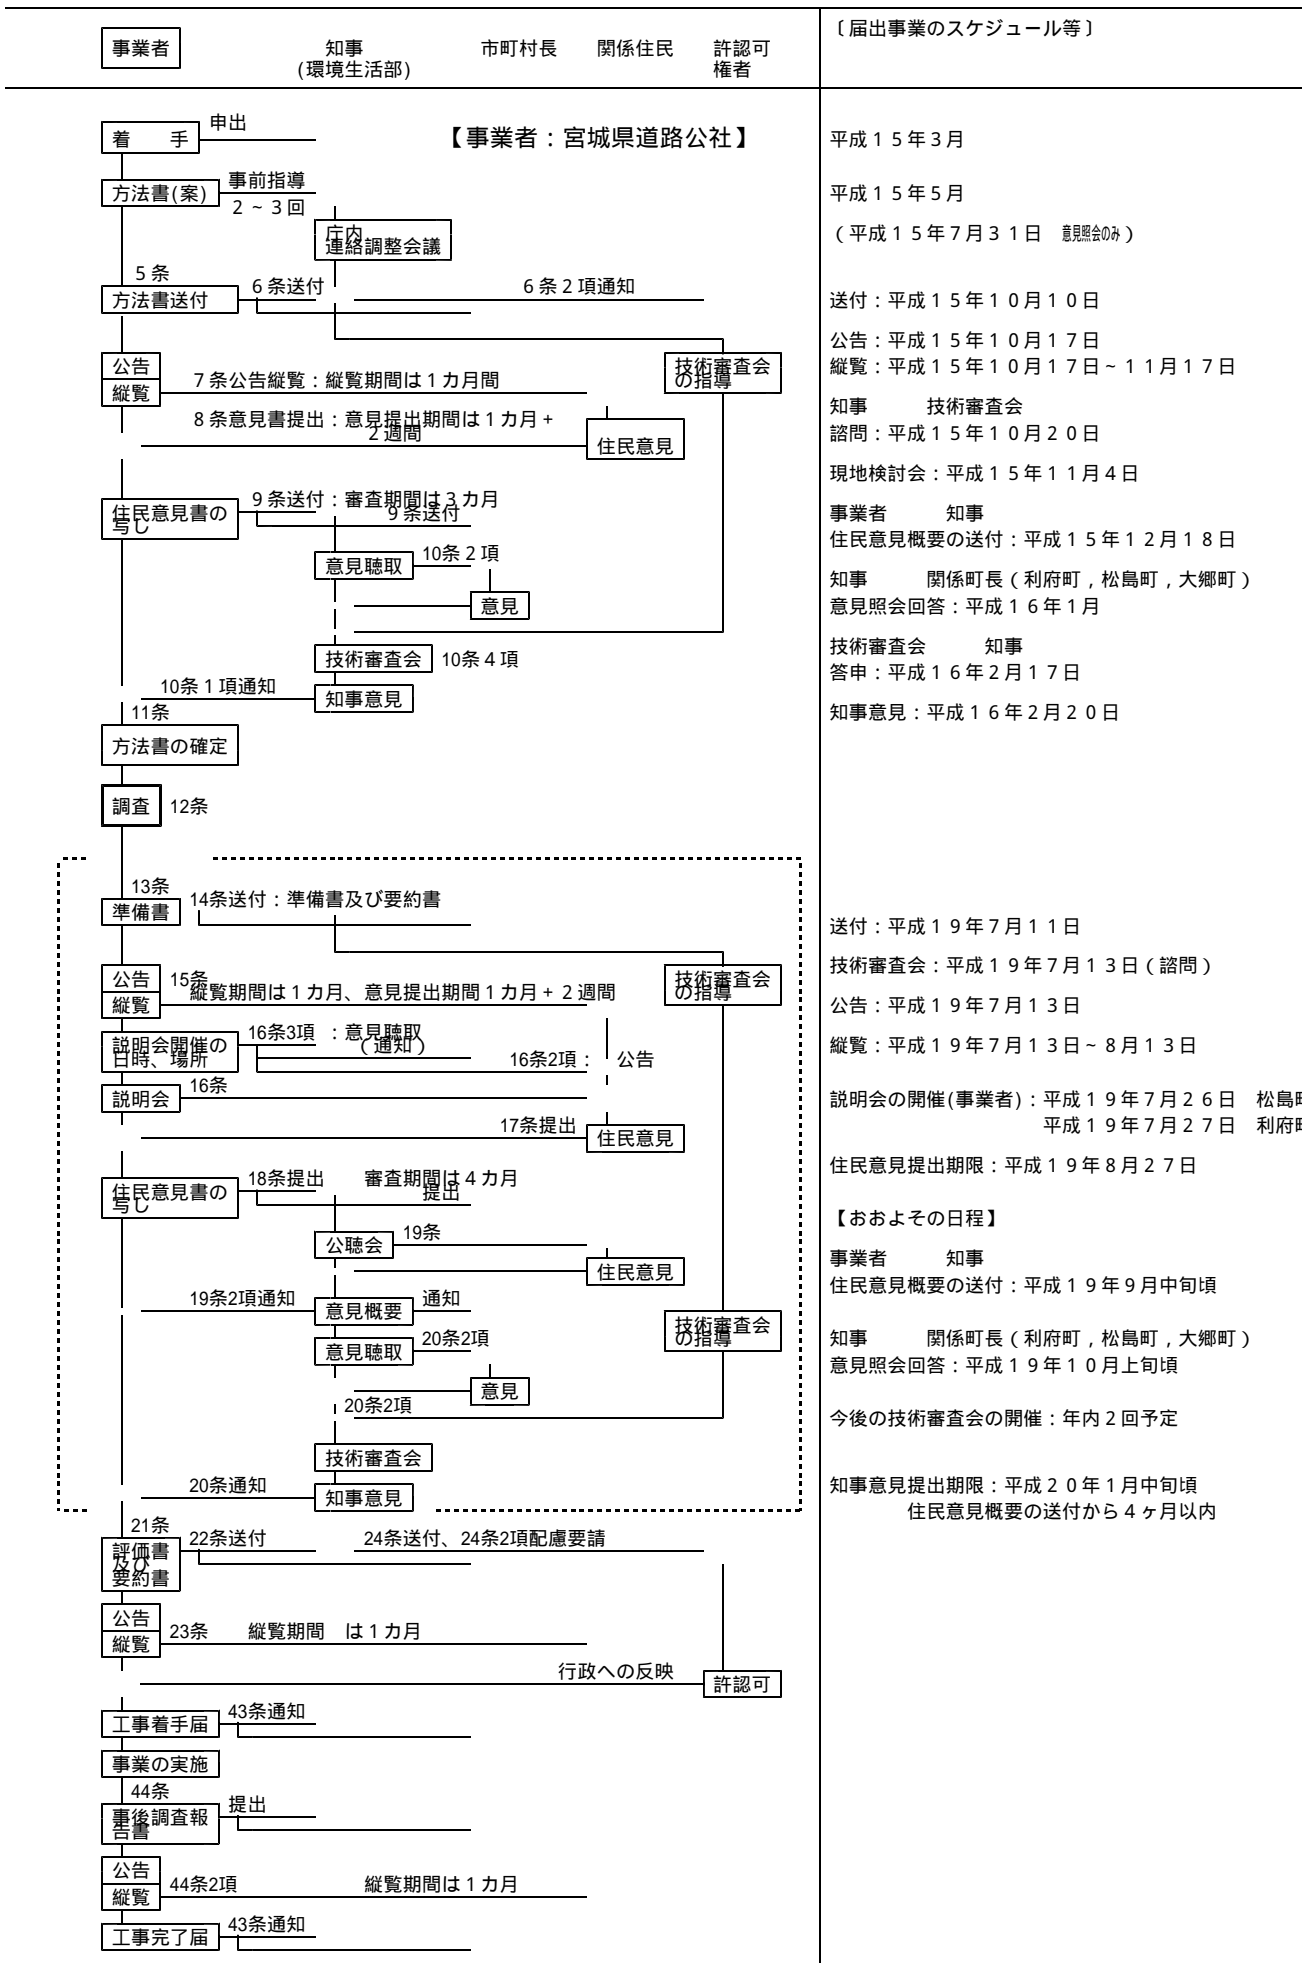 事業者　知事　市町村長　関係住民　許認可
(環境生活部)　権者
〔届出事業のスケジュール等〕
申出
着　手
【事業者：宮城県道路公社】
平成１５年３月
事前指導
方法書(案)
２～３回
平成１５年５月
庁内
連絡調整会議
（平成１５年７月３１日　意見照会のみ）
５条
６条送付
６条２項通知
方法書送付
送付：平成１５年１０月１０日
公告
縦覧
７条公告縦覧：縦覧期間は１カ月間
技術審査会
の指導
公告：平成１５年１０月１７日
縦覧：平成１５年１０月１７日～１１月１７日
８条意見書提出：意見提出期間は１カ月＋
２週間
住民意見
知事　技術審査会
諮問：平成１５年１０月２０日
現地検討会：平成１５年１１月４日
９条送付：審査期間は３カ月
９条送付
住民意見書の
写し
事業者　知事
住民意見概要の送付：平成１５年１２月１８日
意見聴取
10条２項
意見
知事　関係町長（利府町，松島町，大郷町）
意見照会回答：平成１６年１月
技術審査会
10条４項
技術審査会　知事
答申：平成１６年２月１７日
10条１項通知
知事意見
知事意見：平成１６年２月２０日
11条
方法書の確定
調査
12条
13条
準備書
14条送付：準備書及び要約書
送付：平成１９年７月１１日
公告
縦覧
15条
縦覧期間は１カ月、意見提出期間１カ月＋２週間
技術審査会
の指導
技術審査会：平成１９年７月１３日（諮問）
公告：平成１９年７月１３日
説明会開催の
日時、場所
16条3項　：意見聴取
（通知）
16条2項：　公告
縦覧：平成１９年７月１３日～８月１３日
説明会
16条
説明会の開催(事業者)：平成１９年７月２６日　松島
平成１９年７月２７日　利府
17条提出
住民意見
住民意見提出期限：平成１９年８月２７日
18条提出　審査期間は４カ月
提出
住民意見書の
写し
【おおよその日程】
公聴会
19条
住民意見
事業者　知事
住民意見概要の送付：平成１９年９月中旬頃
19条2項通知
意見概要
通知
技術審査会
の指導
意見聴取
20条2項
意見
知事　関係町長（利府町，松島町，大郷町）
意見照会回答：平成１９年１０月上旬頃
20条2項
今後の技術審査会の開催：年内２回予定
技術審査会
20条通知
知事意見
知事意見提出期限：平成２０年１月中旬頃
住民意見概要の送付から４ヶ月以内
21条
評価書
及び
要約書
22条送付
24条送付、24条2項配慮要請
公告
縦覧
23条　縦覧期間　は１カ月
行政への反映
許認可
工事着手届
43条通知
事業の実施
44条
事後調査報
告書
提出
公告
縦覧
44条2項　縦覧期間は１カ月
工事完了届
43条通知